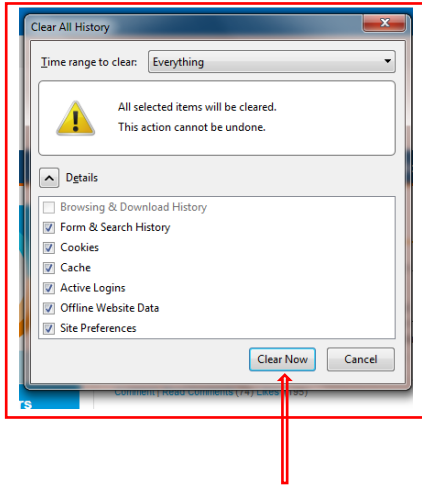 Clear All History
Time range to clear: Everything
All selected items will be cleared.
This action cannot be undone.
Details
Browsing & Download History
Form & Search History
Cookies
Cache
Active Logins
Offline Website Data
Site Preferences
Clear Now Cancel
Comment | Read Comments (74) Likes (193)
rs